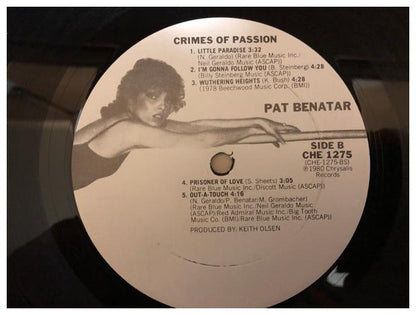 CRIMES OF PASSION
1. LITTLE PARADISE 3:32
(N. Geraldo) (Rare Blue Music Inc./
Neil Geraldo Music (ASCAP))
2. I'M GONNA FOLLOW YOU (B. Steinberg) 4:28
(Billy Steinberg Music (ASCAP))
3. WUTHERING HEIGHTS (K. Bush) 4:28
(1978 Beechwood Music Corp. (BMI))
PAT BENATAR
SIDE B
CHE 1275
(CHE-1275-BS)
℗ 1980 Chrysalis
Records
4. PRISONER OF LOVE (S. Sheets) 3:05
(Rare Blue Music Inc./Discott Music (ASCAP))
5. OUT-A-TOUCH 4:16
(N. Geraldo/P. Benatar/M. Grombacher)
(Rare Blue Music Inc./Neil Geraldo Music
(ASCAP)/Red Admiral Music Inc./Big Tooth
Music Co. (BMI)/Rare Blue Music Inc. (ASCAP))
PRODUCED BY: KEITH OLSEN